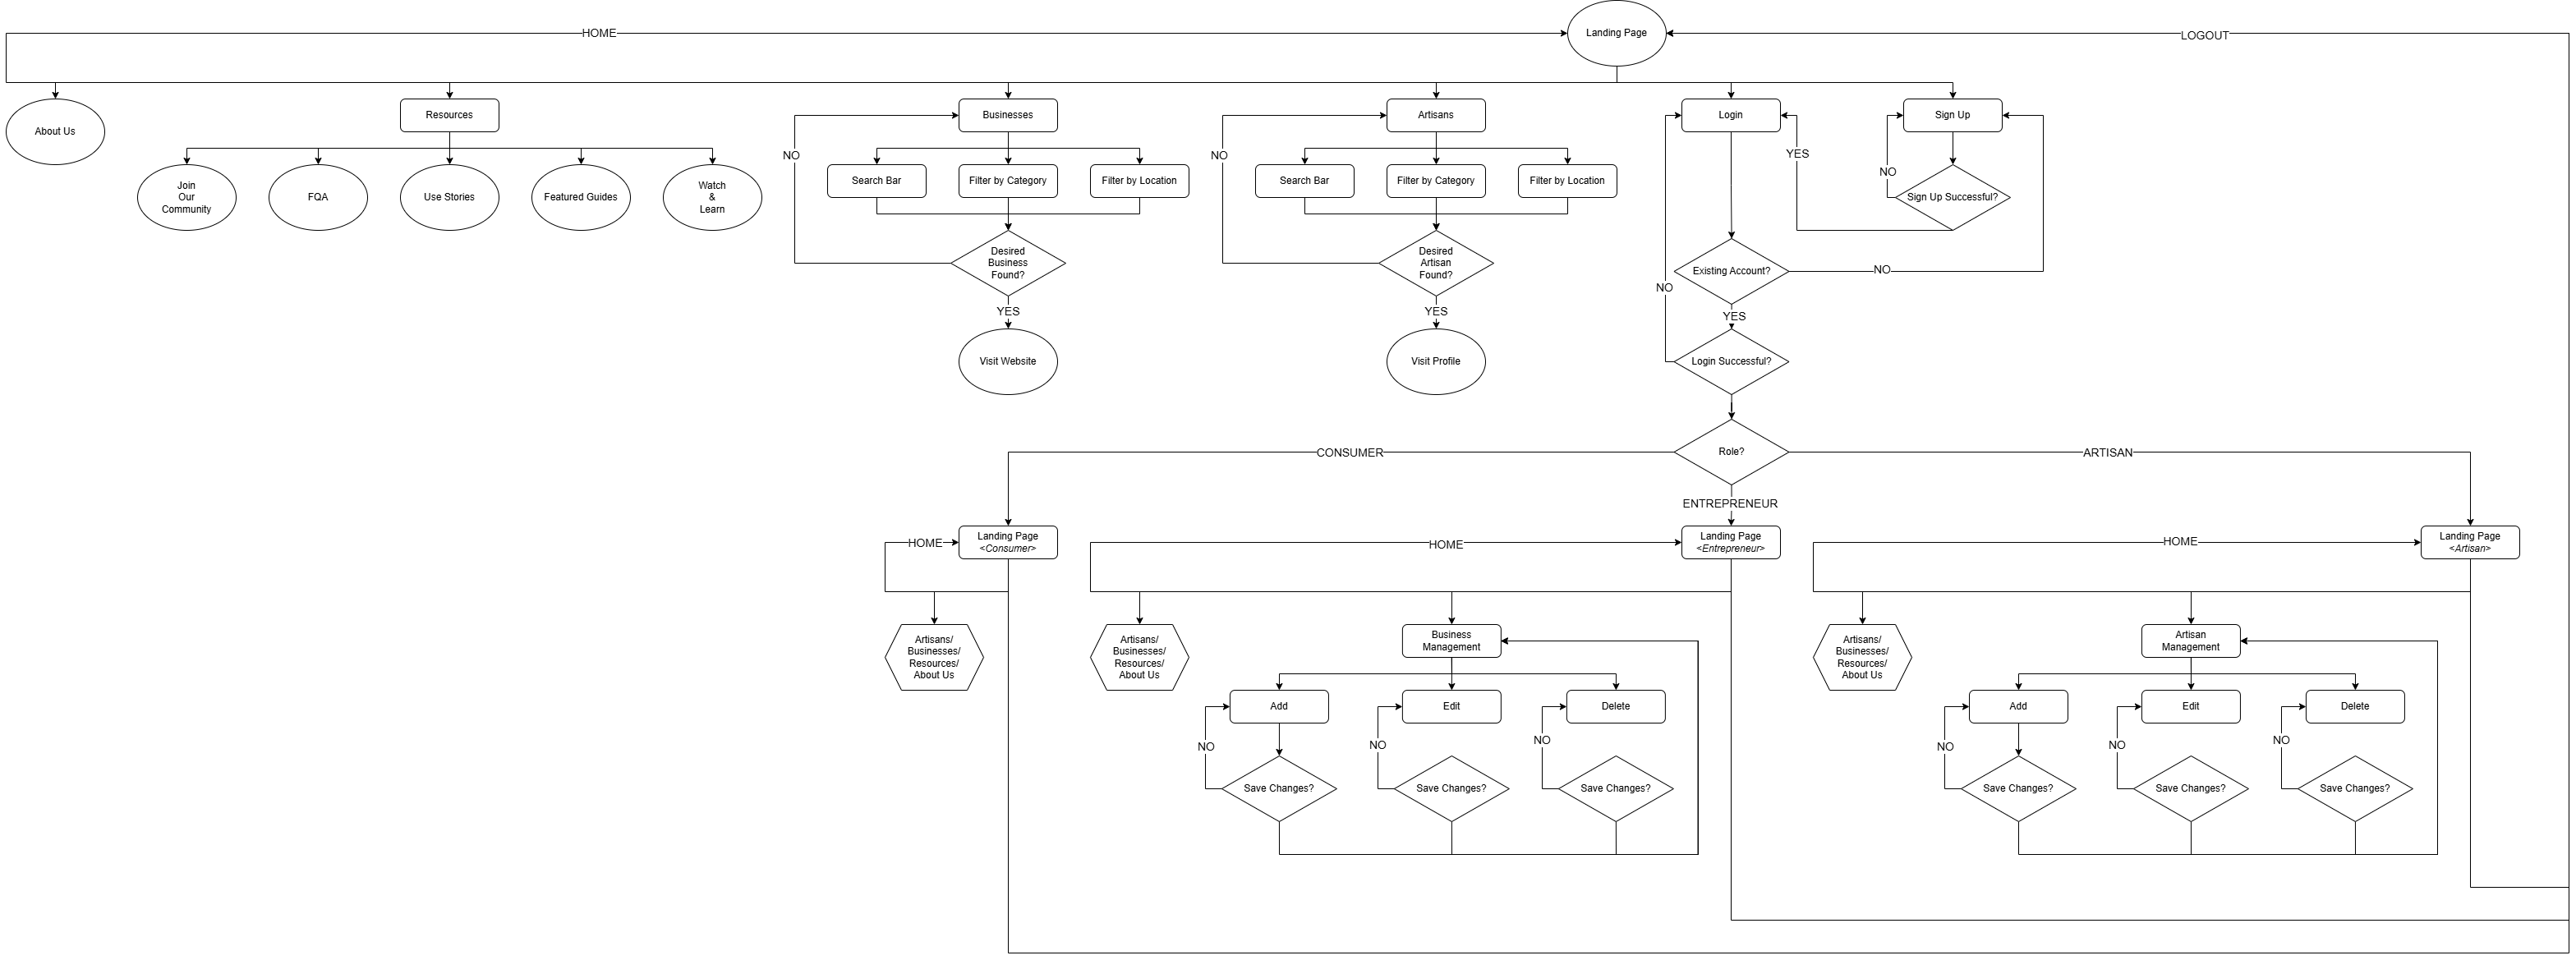 HOME
Landing Page
LOGOUT
About Us
Resources
Businesses
Artisans
Login
Sign Up
Join
Our
Community
FQA
Use Stories
Featured Guides
Watch
&
Learn
NO
Search Bar
Filter by Category
Filter by Location
Desired
Business
Found?
YES
Visit Website
NO
Search Bar
Filter by Category
Filter by Location
Desired
Artisan
Found?
YES
Visit Profile
YES
NO
Sign Up Successful?
Existing Account?
NO
NO
YES
Login Successful?
CONSUMER
Role?
ARTISAN
ENTREPRENEUR
HOME
Landing Page
<Consumer>
HOME
Landing Page
<Entrepreneur>
HOME
Landing Page
<Artisan>
Artisans/
Businesses/
Resources/
About Us
Artisans/
Businesses/
Resources/
About Us
Business
Management
Add
Edit
Delete
NO
NO
NO
Save Changes?
Save Changes?
Save Changes?
Artisans/
Businesses/
Resources/
About Us
Artisan
Management
Add
Edit
Delete
NO
NO
NO
Save Changes?
Save Changes?
Save Changes?